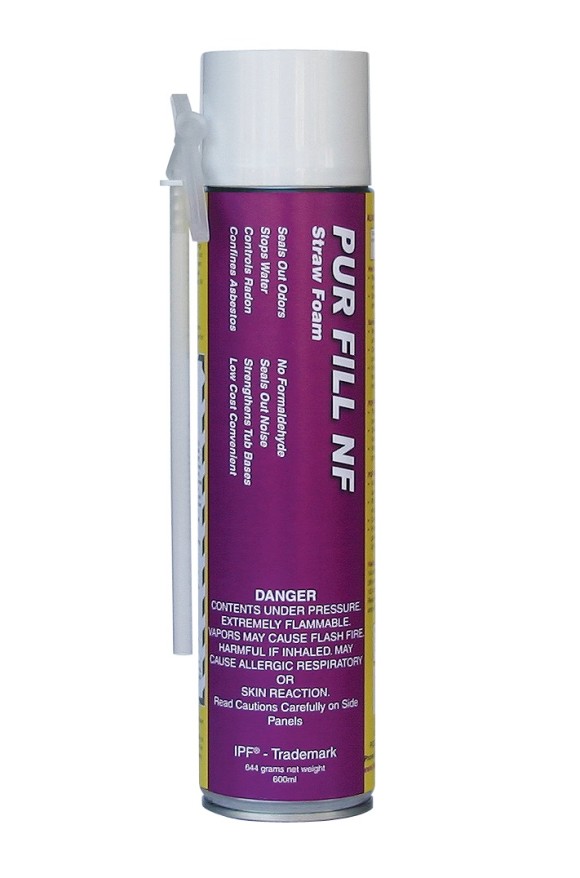 PUR FILL NF
Straw Foam
Seals Out Odors
Stops Water
Controls Radon
Confines Asbestos
No Formaldehyde
Seals Out Noise
Strengthens Tub Bases
Low Cost Convenient
DANGER
CONTENTS UNDER PRESSURE.
EXTREMELY FLAMMABLE.
VAPORS MAY CAUSE FLASH FIRE.
HARMFUL IF INHALED. MAY
CAUSE ALLERGIC RESPIRATORY
OR
SKIN REACTION.
Read Cautions Carefully on Side
Panels
IPF® - Trademark
644 grams net weight
600ml